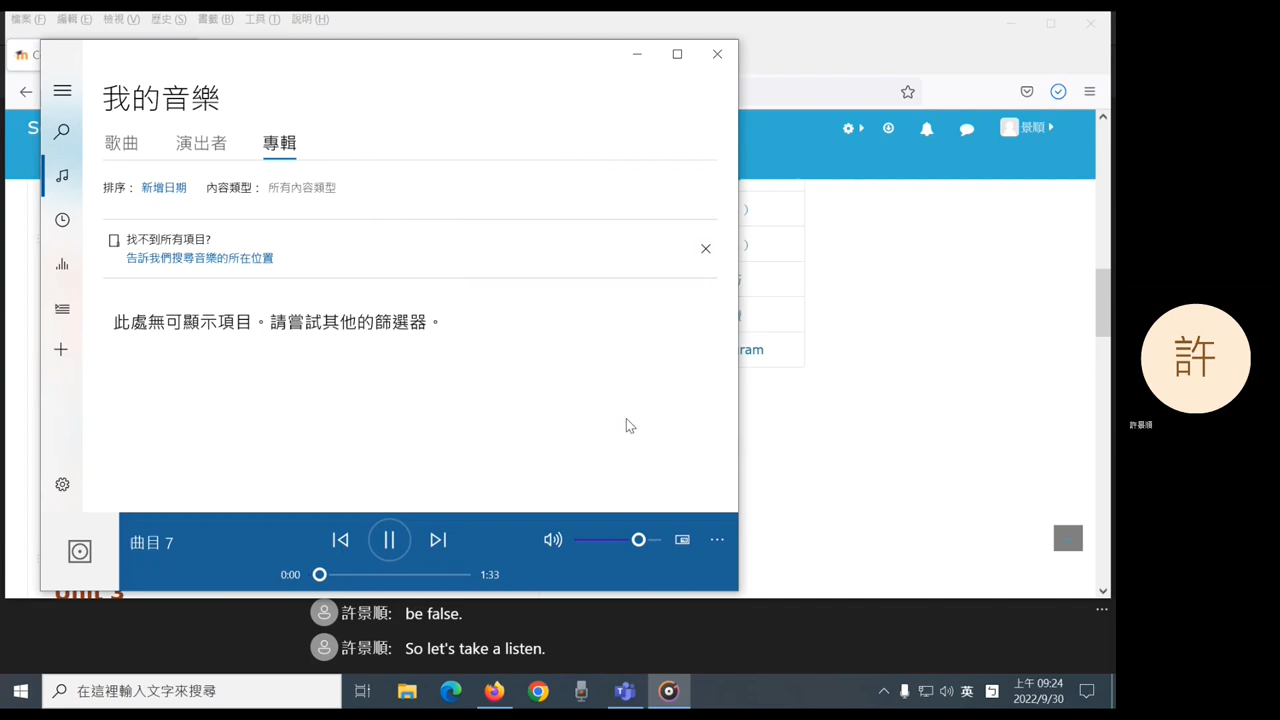 檔案(F) 編輯(E) 檢視(V) 歷史(S) 書籤(B) 工具(T) 說明(H)
我的音樂
歌曲 演出者 專輯
景順
排序： 新增日期 內容類型： 所有內容類型
)
找不到所有項目?
)
告訴我們搜尋音樂的所在位置
此處無可顯示項目。請嘗試其他的篩選器。
ram
許
許景順
曲目 7
0:00 1:33
Unit 3
許景順: be false.
許景順: So let's take a listen.
在這裡輸入文字來搜尋
英
上午 09:24
2022/9/30